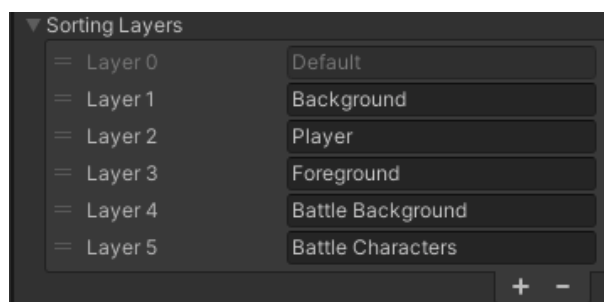 Sorting Layers
Layer 0 Default
Layer 1 Background
Layer 2 Player
Layer 3 Foreground
Layer 4 Battle Background
Layer 5 Battle Characters
+ -